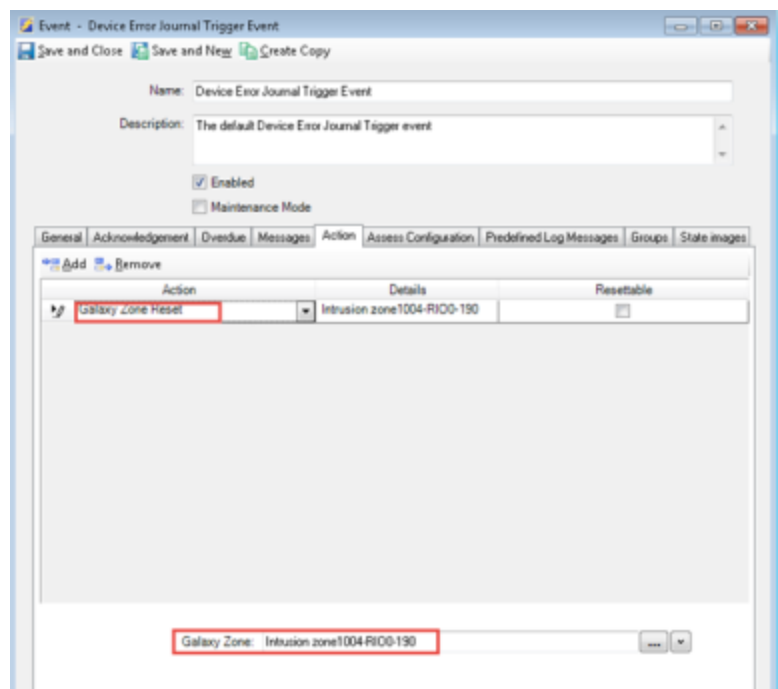 Event - Device Error Journal Trigger Event
Save and Close Save and New Create Copy
Name: Device Error Journal Trigger Event
Description: The default Device Error Journal Trigger event
Enabled
Maintenance Mode
General Acknowledgement Overdue Messages Action Assess Configuration Predefined Log Messages Groups State images
Add Remove
Action Details Resettable
Galaxy Zone Reset Intrusion zone1004-RIO0-190
Galaxy Zone: Intrusion zone1004-RIO0-190
...